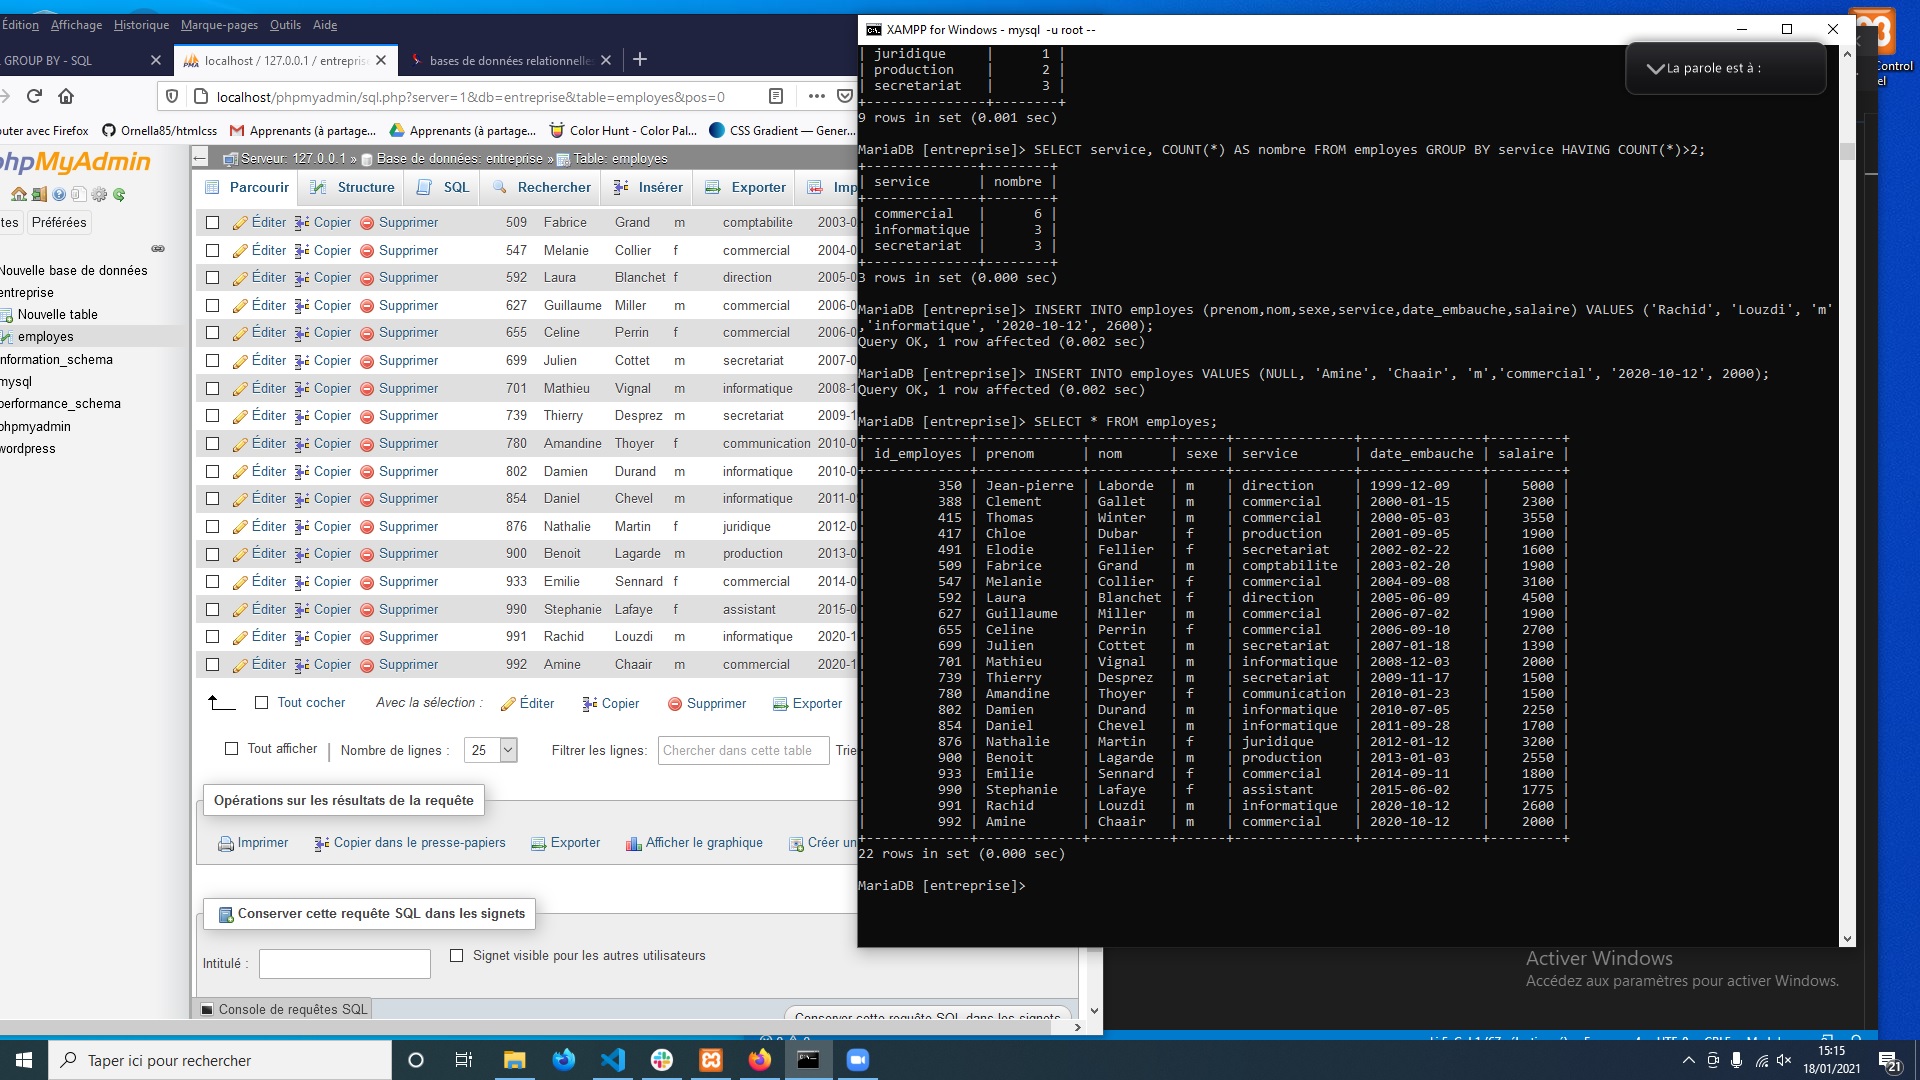 Édition Affichage Historique Marque-pages Outils Aide
GROUP BY - SQL
localhost / 127.0.0.1 / entreprise
bases de données relationnelles
localhost/phpmyadmin/sql.php?server=1&db=entreprise&table=employes&pos=0
outer avec Firefox Ornella85/htmlcss Apprenants (à partage... Apprenants (à partage... Color Hunt - Color Pal... CSS Gradient — Gener...
phpMyAdmin
tes Préférées
Nouvelle base de données
entreprise
Nouvelle table
employes
information_schema
mysql
performance_schema
phpmyadmin
wordpress
Serveur: 127.0.0.1 » Base de données: entreprise » Table: employes
Parcourir Structure SQL Rechercher Insérer Exporter Imp
Éditer Copier Supprimer 509 Fabrice Grand m comptabilite 2003-0
Éditer Copier Supprimer 547 Melanie Collier f commercial 2004-0
Éditer Copier Supprimer 592 Laura Blanchet f direction 2005-0
Éditer Copier Supprimer 627 Guillaume Miller m commercial 2006-0
Éditer Copier Supprimer 655 Celine Perrin f commercial 2006-0
Éditer Copier Supprimer 699 Julien Cottet m secretariat 2007-0
Éditer Copier Supprimer 701 Mathieu Vignal m informatique 2008-1
Éditer Copier Supprimer 739 Thierry Desprez m secretariat 2009-1
Éditer Copier Supprimer 780 Amandine Thoyer f communication 2010-0
Éditer Copier Supprimer 802 Damien Durand m informatique 2010-0
Éditer Copier Supprimer 854 Daniel Chevel m informatique 2011-0
Éditer Copier Supprimer 876 Nathalie Martin f juridique 2012-0
Éditer Copier Supprimer 900 Benoit Lagarde m production 2013-0
Éditer Copier Supprimer 933 Emilie Sennard f commercial 2014-0
Éditer Copier Supprimer 990 Stephanie Lafaye f assistant 2015-0
Éditer Copier Supprimer 991 Rachid Louzdi m informatique 2020-1
Éditer Copier Supprimer 992 Amine Chaair m commercial 2020-1
Tout cocher Avec la sélection : Éditer Copier Supprimer Exporter
Tout afficher | Nombre de lignes : 25 Filtrer les lignes: Chercher dans cette table Trie
Opérations sur les résultats de la requête
Imprimer Copier dans le presse-papiers Exporter Afficher le graphique Créer un
Conserver cette requête SQL dans les signets
Intitulé : Signet visible pour les autres utilisateurs
Console de requêtes SQL
Conserver cette requête SQL dans les signets
XAMPP for Windows - mysql -u root --
| juridique | 1 |
| production | 2 |
| secretariat | 3 |
+--------------+--------+
9 rows in set (0.001 sec)
MariaDB [entreprise]> SELECT service, COUNT(*) AS nombre FROM employes GROUP BY service HAVING COUNT(*)>2;
+--------------+--------+
| service | nombre |
+--------------+--------+
| commercial | 6 |
| informatique | 3 |
| secretariat | 3 |
+--------------+--------+
3 rows in set (0.000 sec)
MariaDB [entreprise]> INSERT INTO employes (prenom,nom,sexe,service,date_embauche,salaire) VALUES ('Rachid', 'Louzdi', 'm'
,'informatique', '2020-10-12', 2600);
Query OK, 1 row affected (0.002 sec)
MariaDB [entreprise]> INSERT INTO employes VALUES (NULL, 'Amine', 'Chaair', 'm','commercial', '2020-10-12', 2000);
Query OK, 1 row affected (0.002 sec)
MariaDB [entreprise]> SELECT * FROM employes;
+-------------+-------------+----------+------+---------------+---------------+---------+
| id_employes | prenom | nom | sexe | service | date_embauche | salaire |
+-------------+-------------+----------+------+---------------+---------------+---------+
| 350 | Jean-pierre | Laborde | m | direction | 1999-12-09 | 5000 |
| 388 | Clement | Gallet | m | commercial | 2000-01-15 | 2300 |
| 415 | Thomas | Winter | m | commercial | 2000-05-03 | 3550 |
| 417 | Chloe | Dubar | f | production | 2001-09-05 | 1900 |
| 491 | Elodie | Fellier | f | secretariat | 2002-02-22 | 1600 |
| 509 | Fabrice | Grand | m | comptabilite | 2003-02-20 | 1900 |
| 547 | Melanie | Collier | f | commercial | 2004-09-08 | 3100 |
| 592 | Laura | Blanchet | f | direction | 2005-06-09 | 4500 |
| 627 | Guillaume | Miller | m | commercial | 2006-07-02 | 1900 |
| 655 | Celine | Perrin | f | commercial | 2006-09-10 | 2700 |
| 699 | Julien | Cottet | m | secretariat | 2007-01-18 | 1390 |
| 701 | Mathieu | Vignal | m | informatique | 2008-12-03 | 2000 |
| 739 | Thierry | Desprez | m | secretariat | 2009-11-17 | 1500 |
| 780 | Amandine | Thoyer | f | communication | 2010-01-23 | 1500 |
| 802 | Damien | Durand | m | informatique | 2010-07-05 | 2250 |
| 854 | Daniel | Chevel | m | informatique | 2011-09-28 | 1700 |
| 876 | Nathalie | Martin | f | juridique | 2012-01-12 | 3200 |
| 900 | Benoit | Lagarde | m | production | 2013-01-03 | 2550 |
| 933 | Emilie | Sennard | f | commercial | 2014-09-11 | 1800 |
| 990 | Stephanie | Lafaye | f | assistant | 2015-06-02 | 1775 |
| 991 | Rachid | Louzdi | m | informatique | 2020-10-12 | 2600 |
| 992 | Amine | Chaair | m | commercial | 2020-10-12 | 2000 |
+-------------+-------------+----------+------+---------------+---------------+---------+
22 rows in set (0.000 sec)
MariaDB [entreprise]>
La parole est à :
Control
el
Activer Windows
Accédez aux paramètres pour activer Windows.
Taper ici pour rechercher
15:15
18/01/2021
21